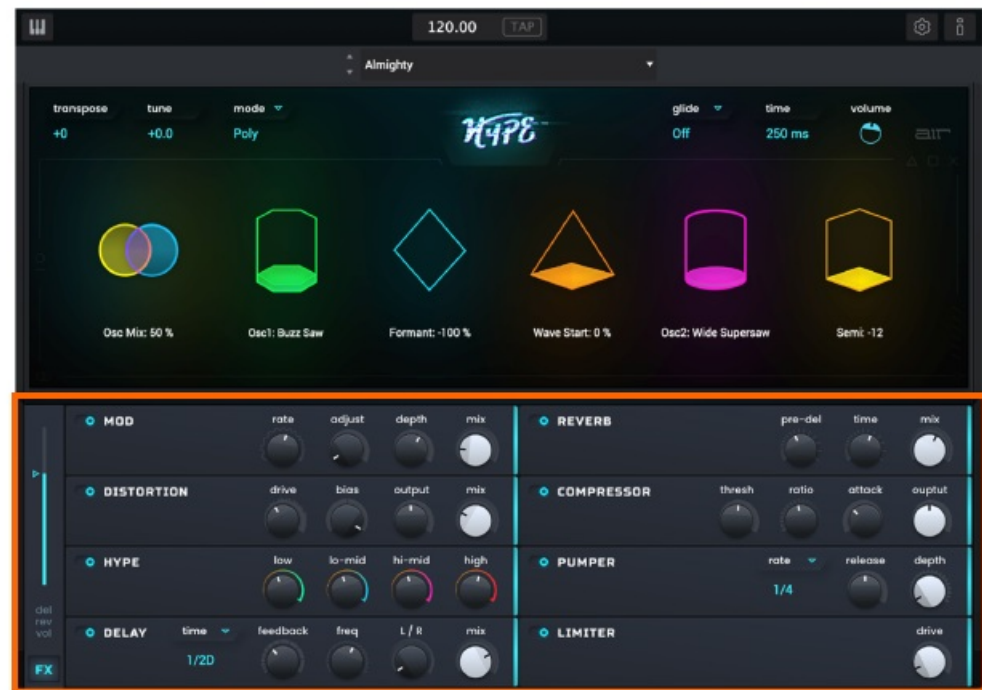 120.00 TAP
Almighty
transpose tune mode glide time volume
+0 +0.0 Poly HYPE Off 250 ms air
Osc Mix: 50 % Osc1: Buzz Saw Formant: -100 % Wave Start: 0 % Osc2: Wide Supersaw Semi: -12
MOD rate adjust depth mix REVERB pre-del time mix
DISTORTION drive bias output mix COMPRESSOR thresh ratio attack ouptut
HYPE low lo-mid hi-mid high PUMPER rate release depth
1/4
del
rev
vol
DELAY time feedback freq L / R mix LIMITER drive
1/2D
FX